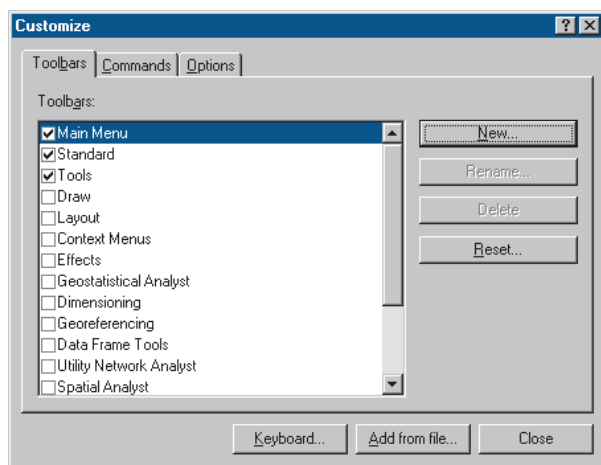 Customize
Toolbars Commands Options
Toolbars:
Main Menu
Standard
Tools
Draw
Layout
Context Menus
Effects
Geostatistical Analyst
Dimensioning
Georeferencing
Data Frame Tools
Utility Network Analyst
Spatial Analyst
New...
Rename...
Delete
Reset...
Keyboard... Add from file... Close